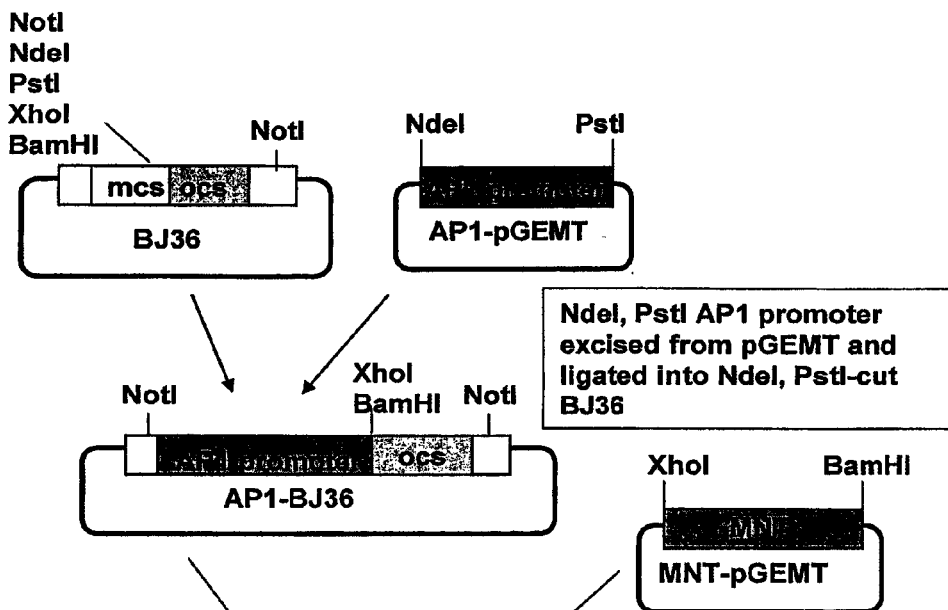 NotI
NdeI
PstI
XhoI
BamHI
NotI
mcs ocs
BJ36
NdeI PstI
AP1 promoter
AP1-pGEMT
NdeI, PstI AP1 promoter
excised from pGEMT and
ligated into NdeI, PstI-cut
BJ36
NotI
XhoI
BamHI
NotI
AP1 promoter ocs
AP1-BJ36
XhoI BamHI
MNT-pGEMT